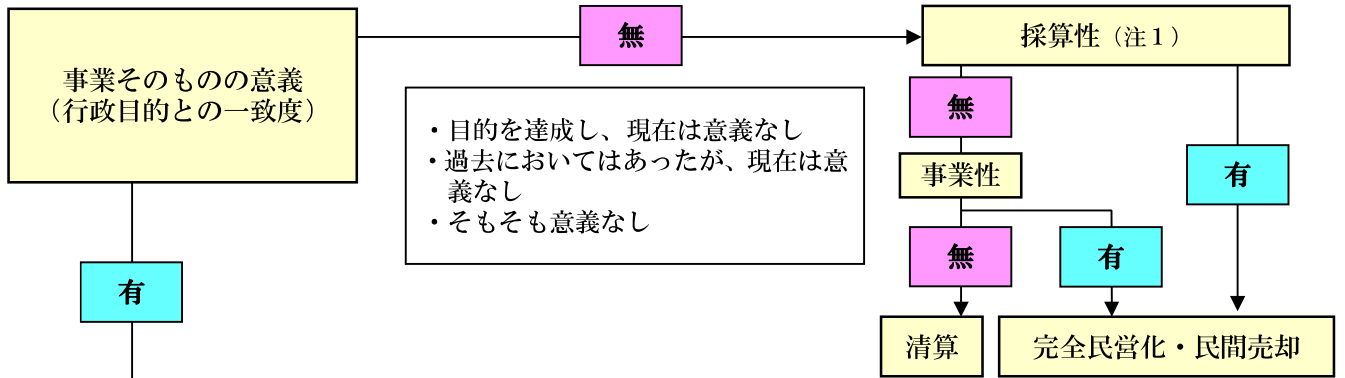 事業そのものの意義
（行政目的との一致度）
無
採算性（注１）
・目的を達成し、現在は意義なし
・過去においてはあったが、現在は意
義なし
・そもそも意義なし
無
事業性
有
有
無
有
清算
完全民営化・民間売却